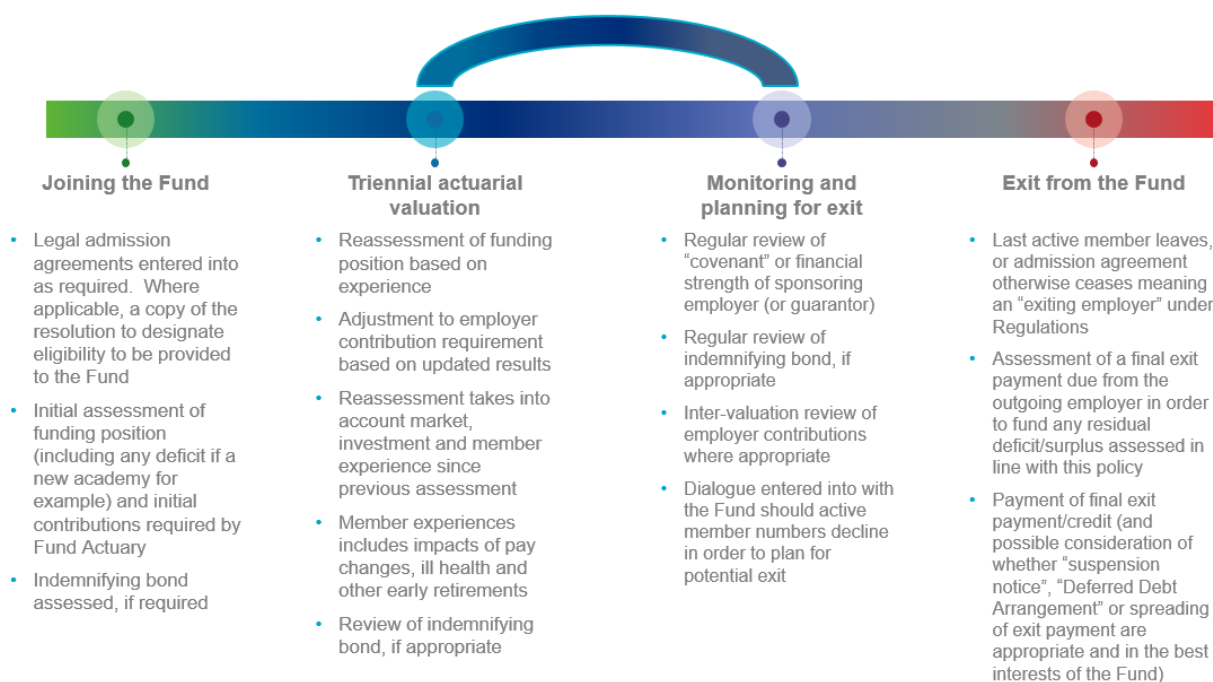 Joining the Fund
• Legal admission
agreements entered into
as required.  Where
applicable, a copy of the
resolution to designate
eligibility to be provided
to the Fund
• Initial assessment of
funding position
(including any deficit if a
new academy for
example) and initial
contributions required by
Fund Actuary
• Indemnifying bond
assessed, if required
Triennial actuarial
valuation
• Reassessment of funding
position based on
experience
• Adjustment to employer
contribution requirement
based on updated results
• Reassessment takes into
account market,
investment and member
experience since
previous assessment
• Member experiences
includes impacts of pay
changes, ill health and
other early retirements
• Review of indemnifying
bond, if appropriate
Monitoring and
planning for exit
• Regular review of
“covenant” or financial
strength of sponsoring
employer (or guarantor)
• Regular review of
indemnifying bond, if
appropriate
• Inter-valuation review of
employer contributions
where appropriate
• Dialogue entered into with
the Fund should active
member numbers decline
in order to plan for
potential exit
Exit from the Fund
• Last active member leaves,
or admission agreement
otherwise ceases meaning
an “exiting employer” under
Regulations
• Assessment of a final exit
payment due from the
outgoing employer in order
to fund any residual
deficit/surplus assessed in
line with this policy
• Payment of final exit
payment/credit (and
possible consideration of
whether “suspension
notice”, “Deferred Debt
Arrangement” or spreading
of exit payment are
appropriate and in the best
interests of the Fund)